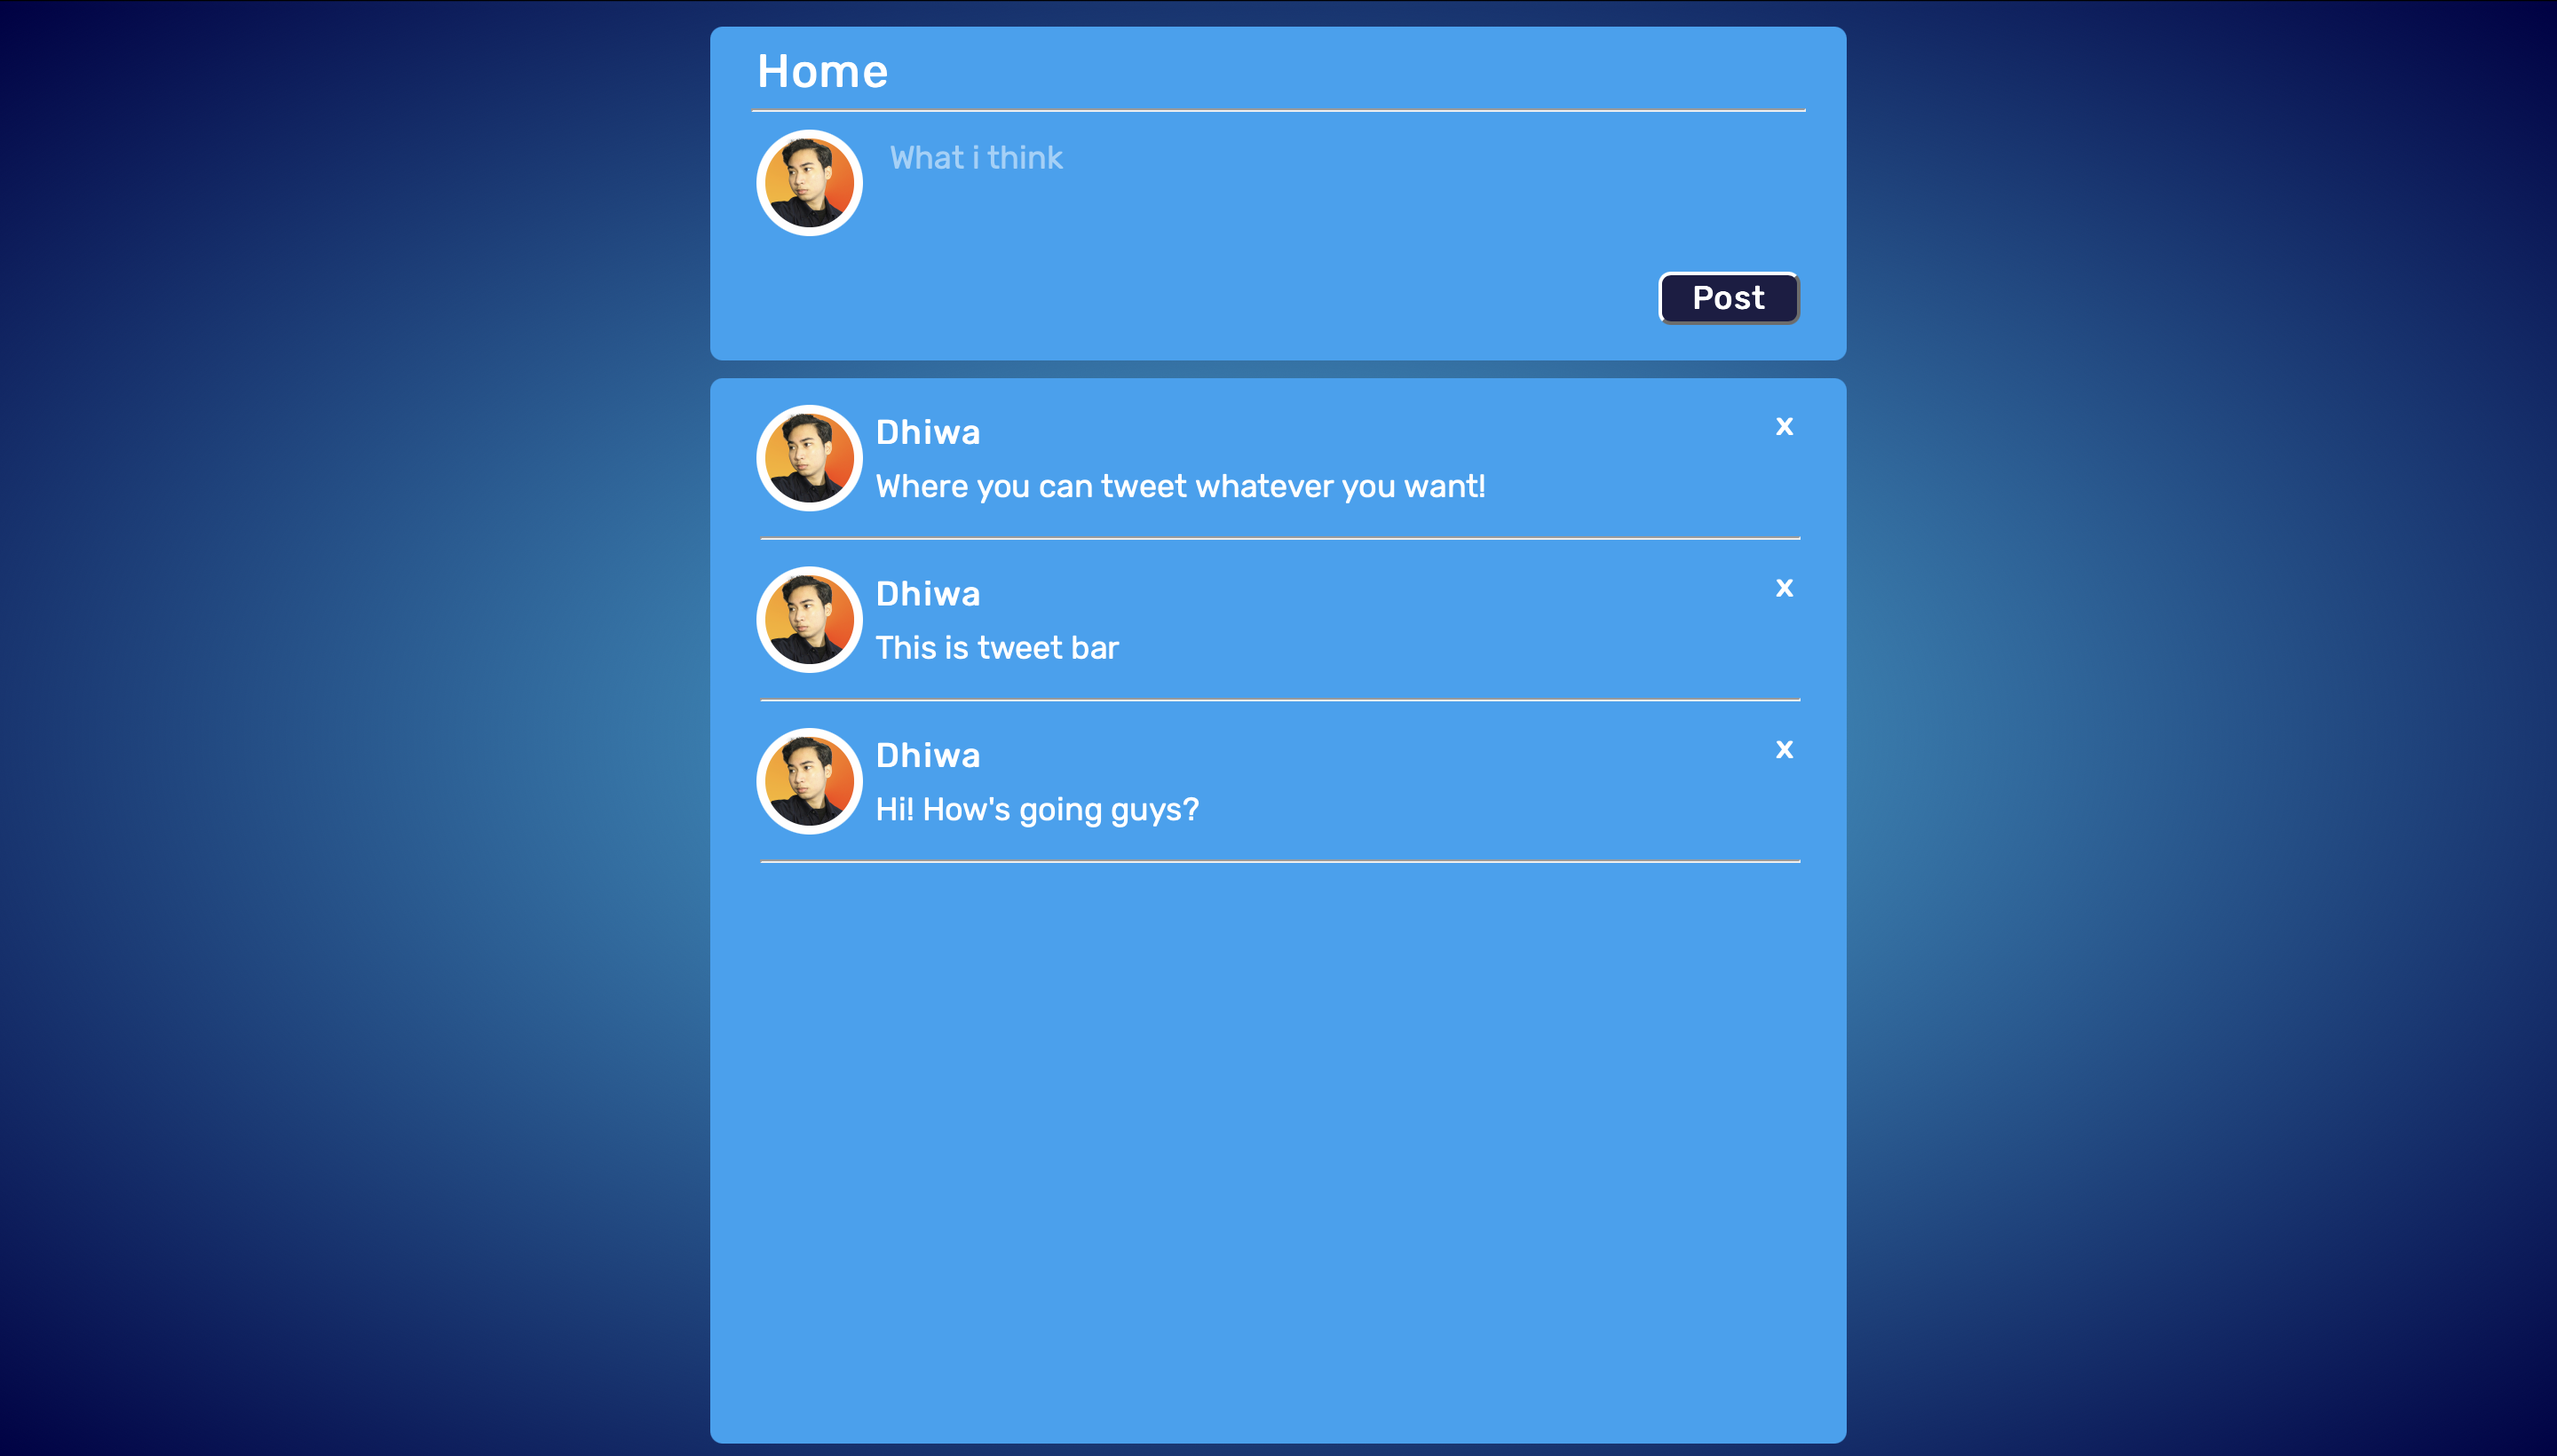 Home
What i think
Post
Dhiwa
x
Where you can tweet whatever you want!
Dhiwa
x
This is tweet bar
Dhiwa
x
Hi! How's going guys?